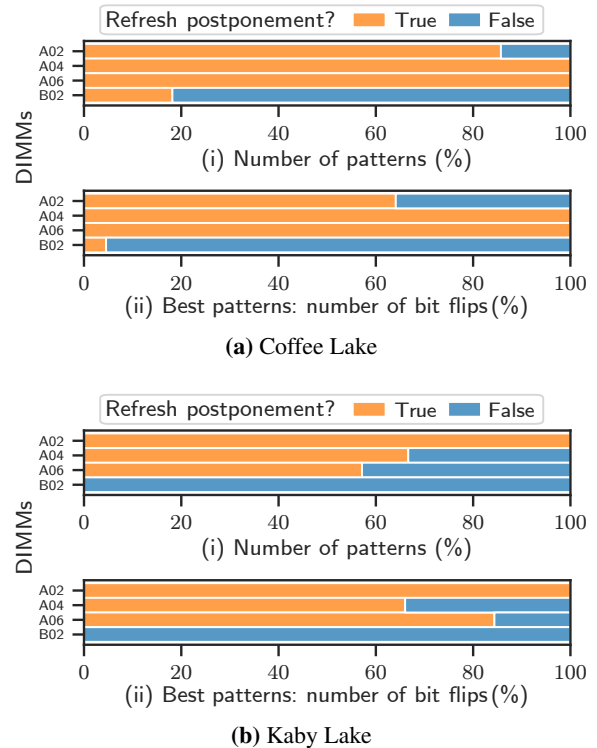 Refresh postponement? True False
A02
A04
A06
B02
0 20 40 60 80 100
(i) Number of patterns (%)
DIMMs
A02
A04
A06
B02
0 20 40 60 80 100
(ii) Best patterns: number of bit flips(%)
(a) Coffee Lake
Refresh postponement? True False
A02
A04
A06
B02
0 20 40 60 80 100
(i) Number of patterns (%)
DIMMs
A02
A04
A06
B02
0 20 40 60 80 100
(ii) Best patterns: number of bit flips(%)
(b) Kaby Lake